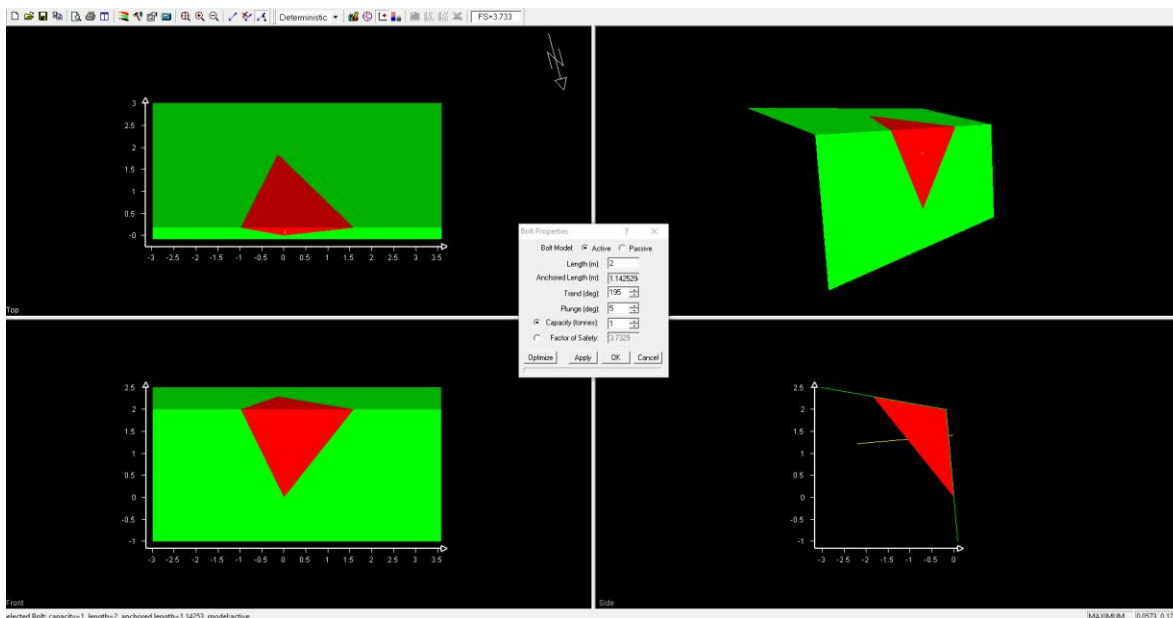 Deterministic FS=3.733
N
3
2.5
2
1.5
1
0.5
-0
-3 -2.5 -2 -1.5 -1 -0.5 0 0.5 1 1.5 2 2.5 3 3.5
Top
Bolt Properties ? ×
Bolt Model: Active Passive
Length (m): 2
Anchored Length (m): 1.142529
Trend (deg): 195
Plunge (deg): 5
Capacity (tonnes): 1
Factor of Safety: 3.7329
Optimize Apply OK Cancel
2.5
2
1.5
1
0.5
0
-0.5
-1
-3 -2.5 -2 -1.5 -1 -0.5 0 0.5 1 1.5 2 2.5 3 3.5
Front
2.5
2
1.5
1
0.5
0
-0.5
-1
-3 -2.5 -2 -1.5 -1 -0.5 0
Side
elected Bolt: capacity=1, length=2, anchored length=1.14253, model=active
MAXIMUM 0.0573, 0.12